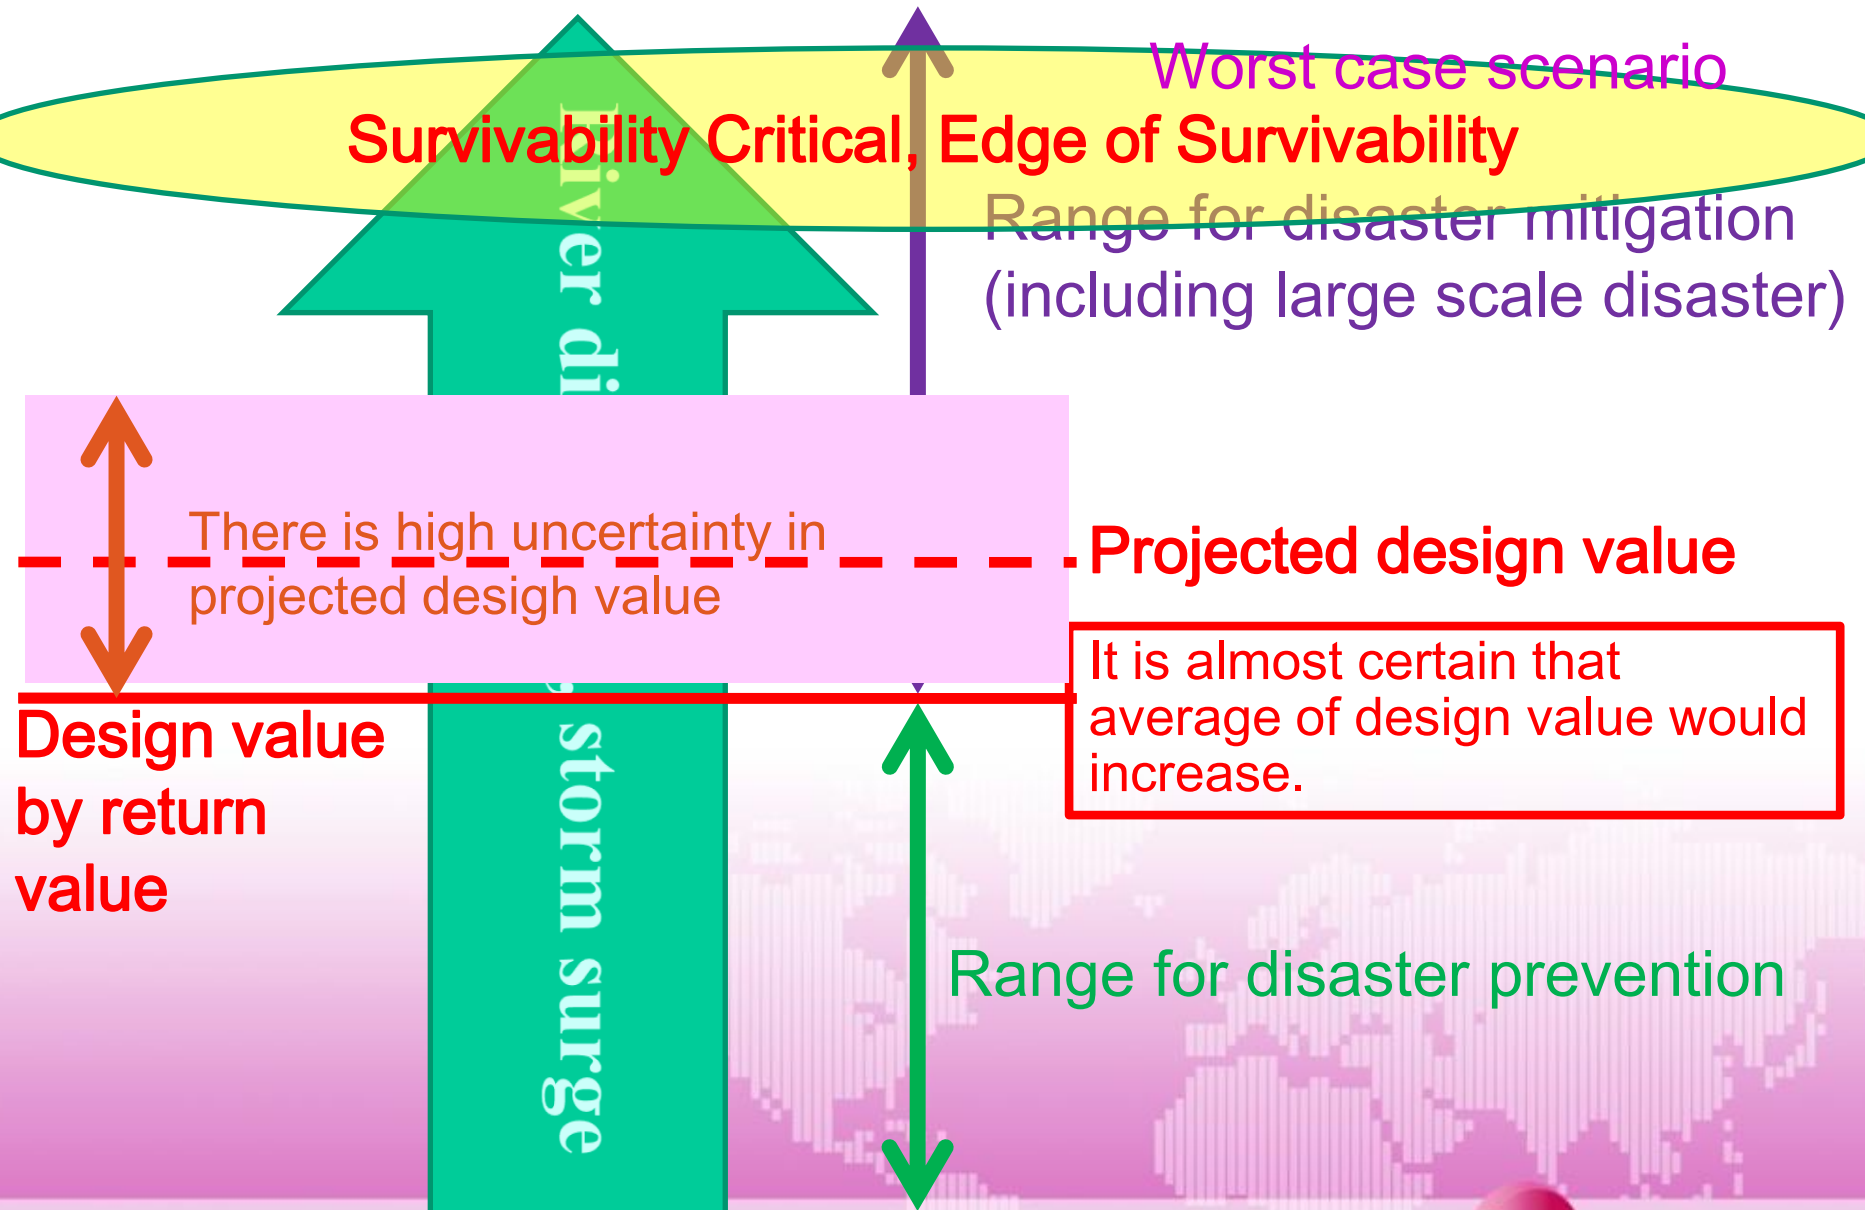 Worst case scenario
Survivability Critical, Edge of Survivability
Range for disaster mitigation
(including large scale disaster)
River
storm surge
There is high uncertainty in
projected desigh value
Projected design value
It is almost certain that
average of design value would
increase.
Design value
by return
value
Range for disaster prevention